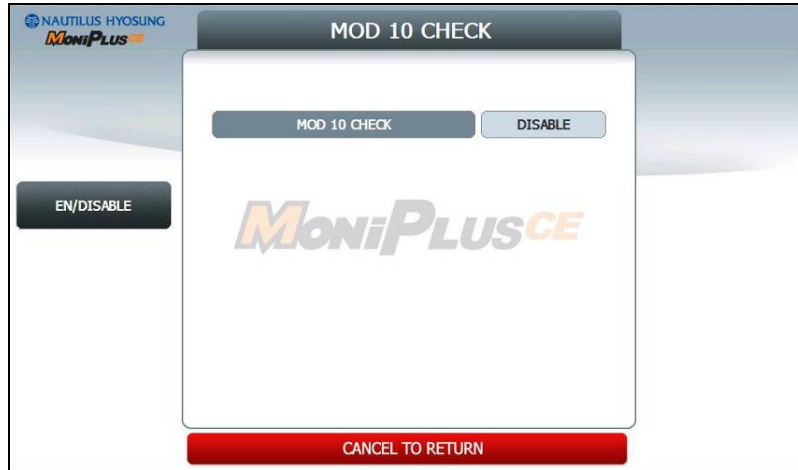 NAUTILUS HYOSUNG
MoniPlusCE
MOD 10 CHECK
MOD 10 CHECK DISABLE
EN/DISABLE
MoniPlusCE
CANCEL TO RETURN